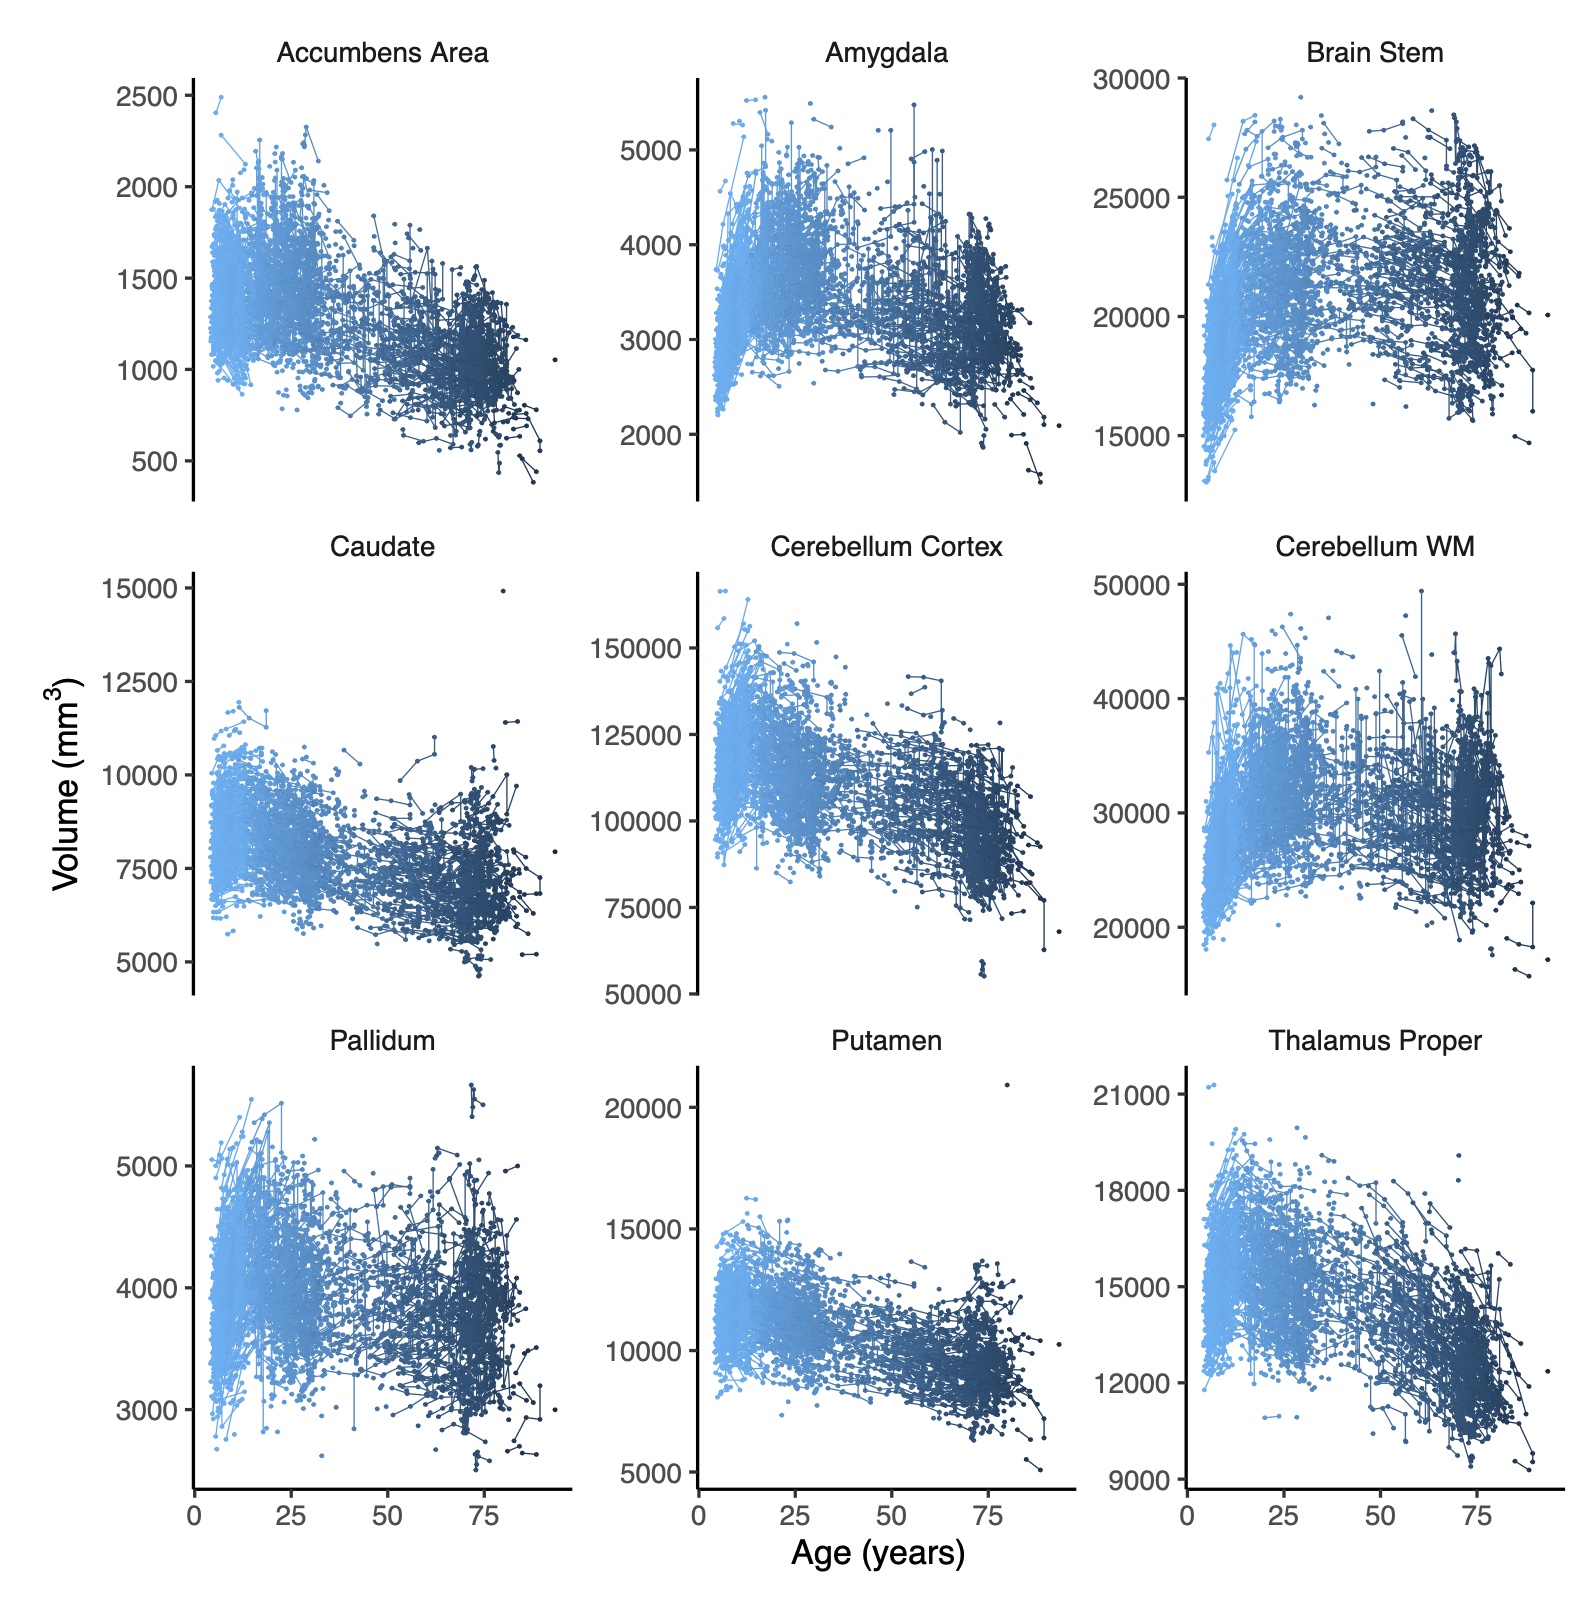 Accumbens Area
Amygdala
Brain Stem
2500
2000
1500
1000
500
5000
4000
3000
2000
30000
25000
20000
15000
Caudate
Cerebellum Cortex
Cerebellum WM
15000
12500
10000
7500
5000
150000
125000
100000
75000
50000
50000
40000
30000
20000
Volume (mm³)
Pallidum
Putamen
Thalamus Proper
5000
4000
3000
20000
15000
10000
5000
21000
18000
15000
12000
9000
0 25 50 75
0 25 50 75
0 25 50 75
Age (years)